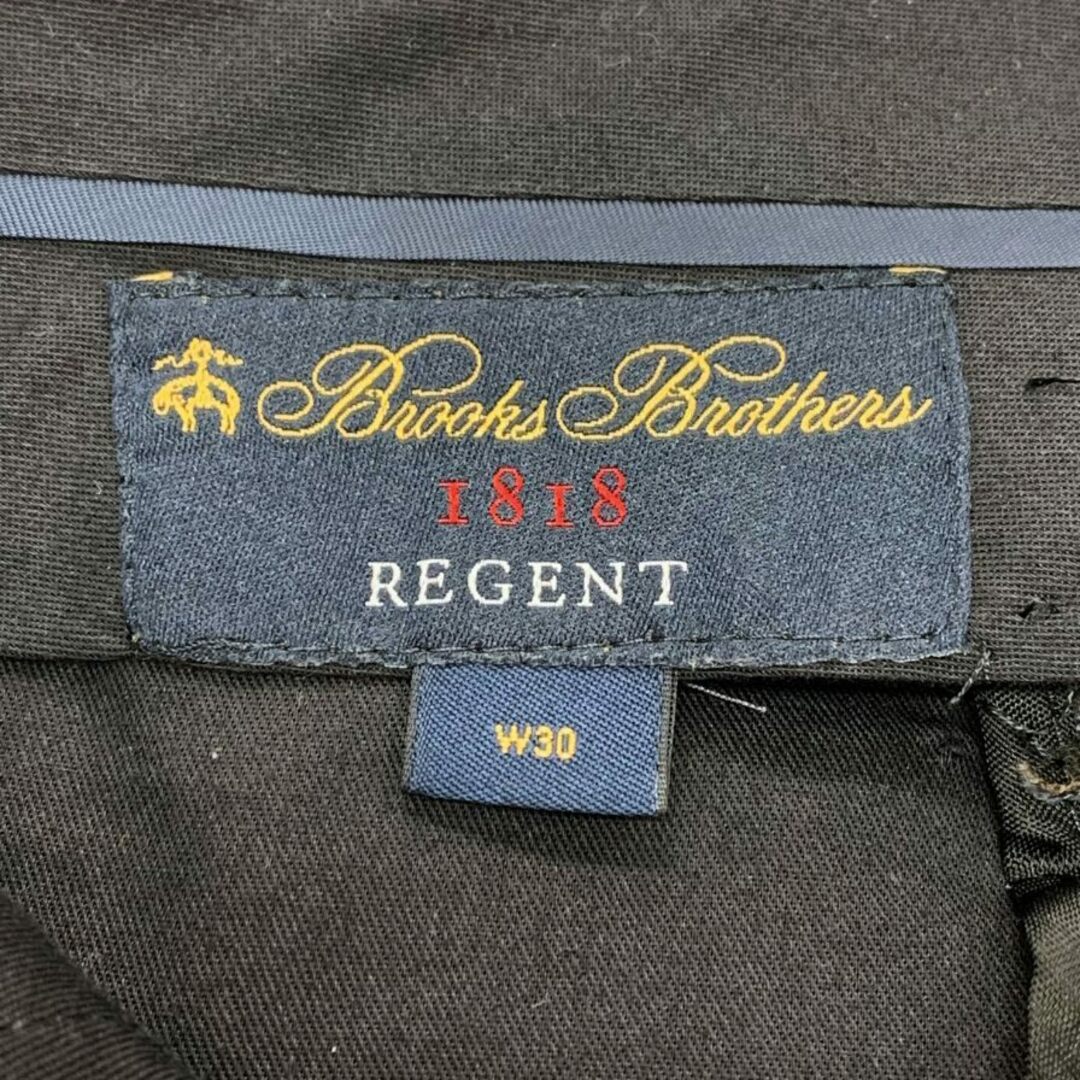 Brooks Brothers
1818
REGENT
W30